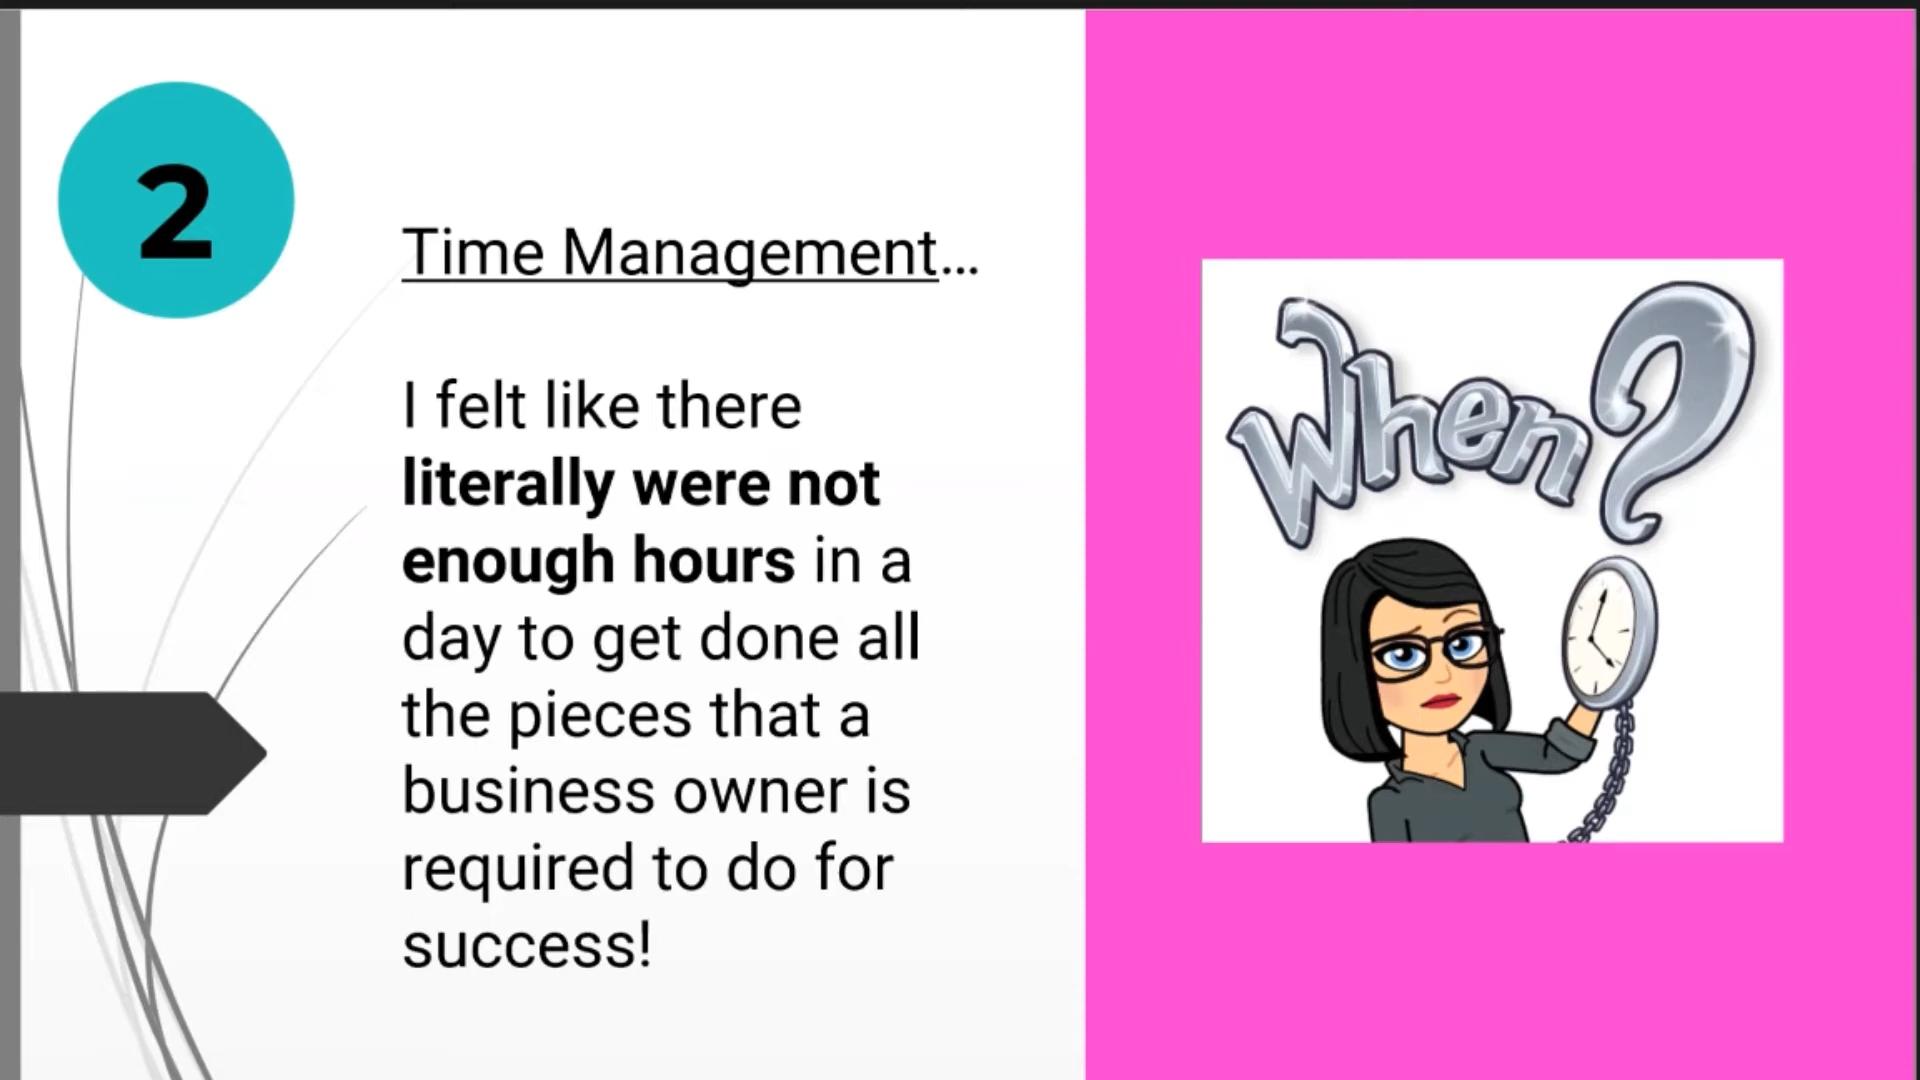 2
Time Management...
I felt like there
literally were not
enough hours in a
day to get done all
the pieces that a
business owner is
required to do for
success!
When?